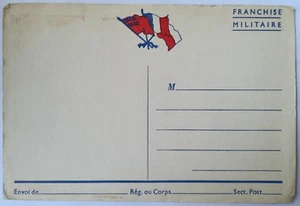 FRANCHISE
MILITAIRE
M
Envoi de Rég. ou Corps Sect. Post.